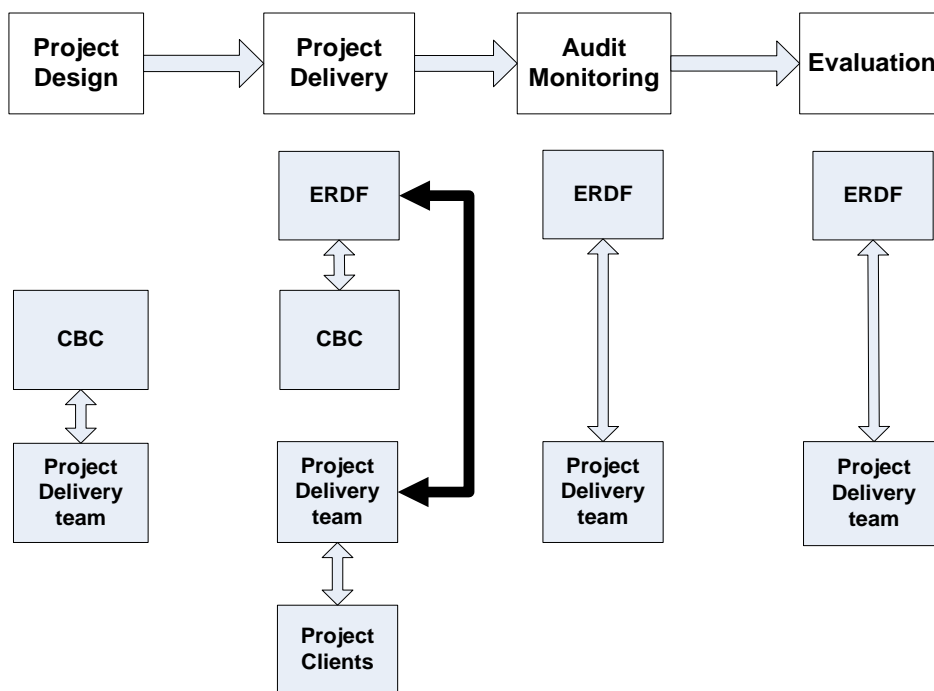 Project
Design
Project
Delivery
Audit
Monitoring
Evaluation
ERDF
ERDF
ERDF
CBC
CBC
Project
Delivery
team
Project
Delivery
team
Project
Delivery
team
Project
Delivery
team
Project
Clients